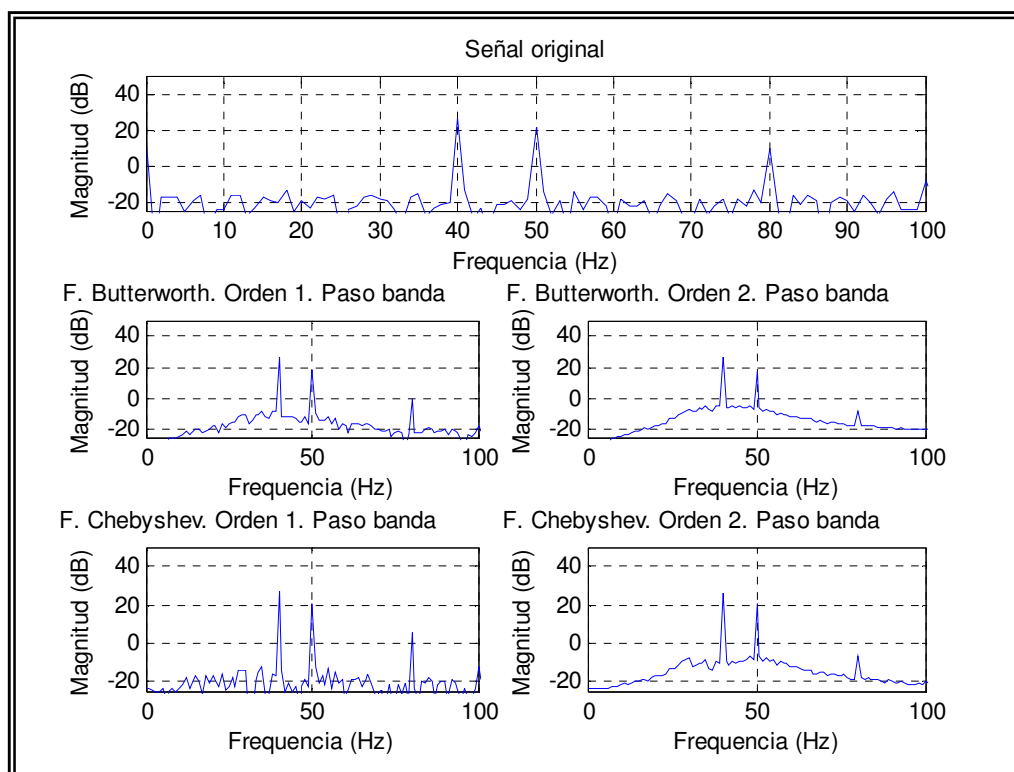 Señal original
Magnitud (dB)
40
20
0
-20
0 10 20 30 40 50 60 70 80 90 100
Frequencia (Hz)
F. Butterworth. Orden 1. Paso banda
Magnitud (dB)
40
20
0
-20
0 50 100
Frequencia (Hz)
F. Butterworth. Orden 2. Paso banda
Magnitud (dB)
40
20
0
-20
0 50 100
Frequencia (Hz)
F. Chebyshev. Orden 1. Paso banda
Magnitud (dB)
40
20
0
-20
0 50 100
Frequencia (Hz)
F. Chebyshev. Orden 2. Paso banda
Magnitud (dB)
40
20
0
-20
0 50 100
Frequencia (Hz)